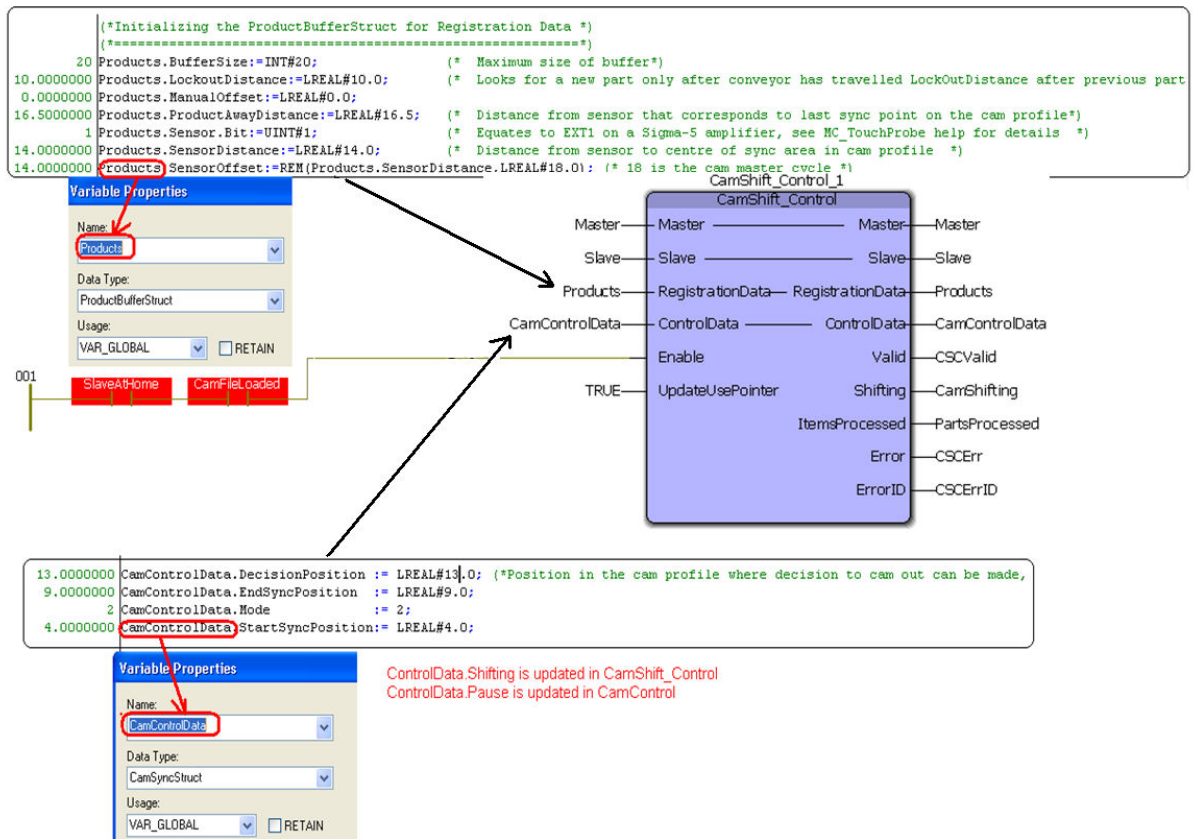 (*Initializing the ProductBufferStruct for Registration Data *)
(*============================================================*)
20 Products.BufferSize:=INT#20; (* Maximum size of buffer*)
10.0000000 Products.LockoutDistance:=LREAL#10.0; (* Looks for a new part only after conveyor has travelled LockOutDistance after previous part
0.0000000 Products.ManualOffset:=LREAL#0.0;
16.5000000 Products.ProductAwayDistance:=LREAL#16.5; (* Distance from sensor that corresponds to last sync point on the cam profile*)
1 Products.Sensor.Bit:=UINT#1; (* Equates to EXT1 on a Sigma-5 amplifier, see MC_TouchProbe help for details *)
14.0000000 Products.SensorDistance:=LREAL#14.0; (* Distance from sensor to centre of sync area in cam profile *)
14.0000000 Products.SensorOffset:=REM(Products.SensorDistance.LREAL#18.0); (* 18 is the cam master cycle *)
Variable Properties
Name:
Products
Data Type:
ProductBufferStruct
Usage:
VAR_GLOBAL RETAIN
CamShift_Control_1
CamShift_Control
Master Master Master Master
Slave Slave Slave Slave
Products RegistrationData RegistrationData Products
CamControlData ControlData ControlData CamControlData
Enable Valid CSCValid
TRUE UpdateUsePointer Shifting CamShifting
ItemsProcessed PartsProcessed
Error CSCErr
ErrorID CSCErrID
001 SlaveAtHome CamFileLoaded
13.0000000 CamControlData.DecisionPosition := LREAL#13.0; (*Position in the cam profile where decision to cam out can be made,
9.0000000 CamControlData.EndSyncPosition := LREAL#9.0;
2 CamControlData.Mode := 2;
4.0000000 CamControlData.StartSyncPosition:= LREAL#4.0;
Variable Properties
Name:
CamControlData
Data Type:
CamSyncStruct
Usage:
VAR_GLOBAL RETAIN
ControlData.Shifting is updated in CamShift_Control
ControlData.Pause is updated in CamControl